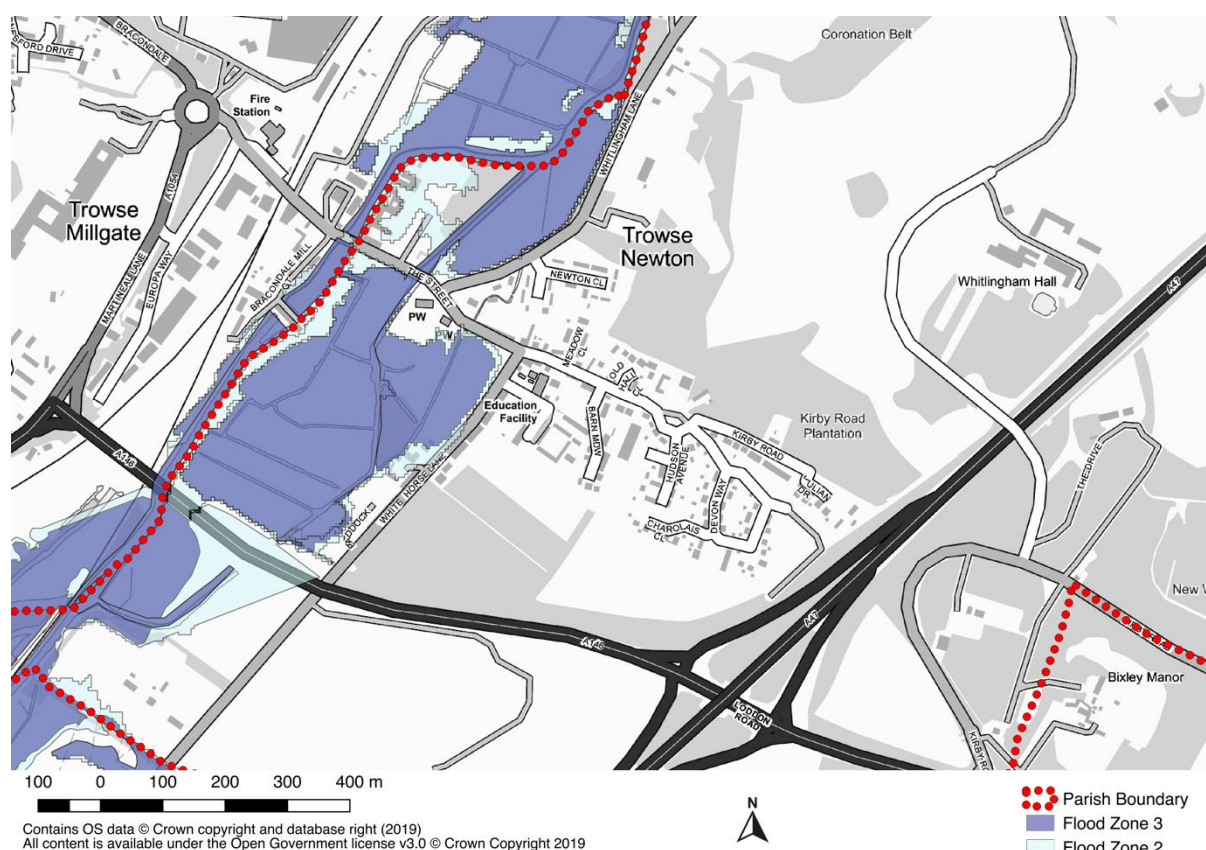 NESFORD DRIVE
BRACONDALE
Fire
Station
Coronation Belt
WHITLINGHAM LANE
A1054
Trowse
Millgate
MARTINEAU LANE
EUROPA WAY
BRACONDALE MILL
GT
THE STREET
Trowse
Newton
NEWTON CL
Whitlingham Hall
A47
PW
MEADOW
CL
OLD
HALL CL
Education
Facility
BARN MDW
HUDSON
AVENUE
KIRBY ROAD
JULIAN
DR
Kirby Road
Plantation
THE DRIVE
A146
WHITE HORSE LANE
DEVON WAY
CHAROLAIS
CL
A47
New W
A146
LODDON
ROAD
Bixley Manor
KIRBY RO
100 0 100 200 300 400 m
N
Parish Boundary
Flood Zone 3
Flood Zone 2
Contains OS data © Crown copyright and database right (2019)
All content is available under the Open Government license v3.0 © Crown Copyright 2019